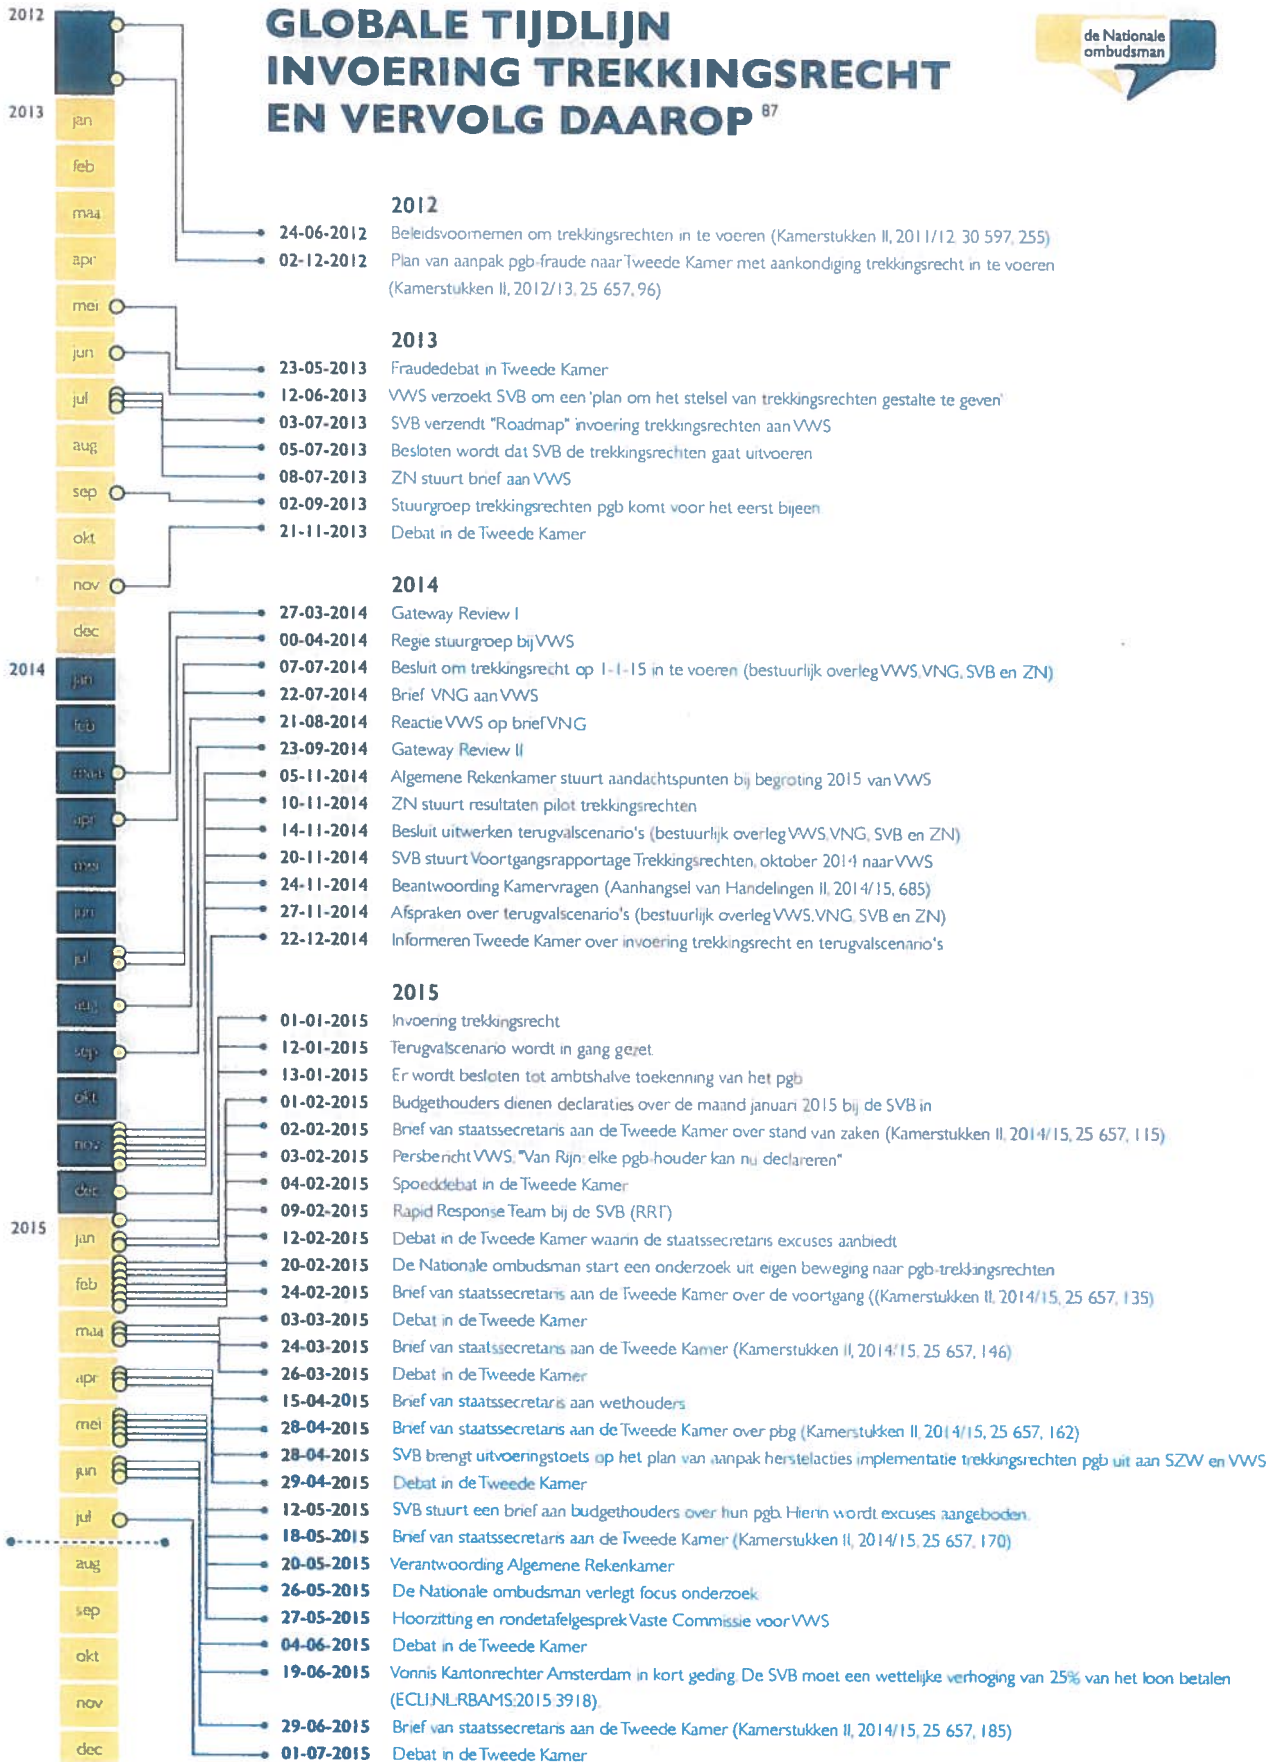 GLOBALE TIJDLIJN
INVOERING TREKKINGSRECHT
EN VERVOLG DAAROP 87
de Nationale
ombudsman
2012
2013
jan
feb
maa
apr
mei
jun
jul
aug
sep
okt
nov
dec
2014
jan
feb
maa
apr
mei
jun
jul
aug
sep
okt
nov
dec
2015
jan
feb
maa
apr
mei
jun
jul
aug
sep
okt
nov
dec
2012
24-06-2012 Beleidsvoornemen om trekkingsrechten in te voeren (Kamerstukken II, 2011/12 30 597, 255)
02-12-2012 Plan van aanpak pgb-fraude naar Tweede Kamer met aankondiging trekkingsrecht in te voeren
(Kamerstukken II, 2012/13, 25 657, 96)
2013
23-05-2013 Fraudedebat in Tweede Kamer
12-06-2013 VWS verzoekt SVB om een 'plan om het stelsel van trekkingsrechten gestalte te geven'
03-07-2013 SVB verzendt "Roadmap" invoering trekkingsrechten aan VWS
05-07-2013 Besloten wordt dat SVB de trekkingsrechten gaat uitvoeren
08-07-2013 ZN stuurt brief aan VWS
02-09-2013 Stuurgroep trekkingsrechten pgb komt voor het eerst bijeen
21-11-2013 Debat in de Tweede Kamer
2014
27-03-2014 Gateway Review I
00-04-2014 Regie stuurgroep bij VWS
07-07-2014 Besluit om trekkingsrecht op 1-1-15 in te voeren (bestuurlijk overleg VWS, VNG, SVB en ZN)
22-07-2014 Brief VNG aan VWS
21-08-2014 Reactie VWS op brief VNG
23-09-2014 Gateway Review II
05-11-2014 Algemene Rekenkamer stuurt aandachtspunten bij begroting 2015 van VWS
10-11-2014 ZN stuurt resultaten pilot trekkingsrechten
14-11-2014 Besluit uitwerken terugvalscenario's (bestuurlijk overleg VWS, VNG, SVB en ZN)
20-11-2014 SVB stuurt Voortgangsrapportage Trekkingsrechten, oktober 2014 naar VWS
24-11-2014 Beantwoording Kamervragen (Aanhangsel van Handelingen II, 2014/15, 685)
27-11-2014 Afspraken over terugvalscenario's (bestuurlijk overleg VWS, VNG, SVB en ZN)
22-12-2014 Informeren Tweede Kamer over invoering trekkingsrecht en terugvalscenario's
2015
01-01-2015 Invoering trekkingsrecht
12-01-2015 Terugvalscenario wordt in gang gezet
13-01-2015 Er wordt besloten tot ambtshalve toekenning van het pgb
01-02-2015 Budgethouders dienen declaraties over de maand januari 2015 bij de SVB in
02-02-2015 Brief van staatssecretaris aan de Tweede Kamer over stand van zaken (Kamerstukken II, 2014/15, 25 657, 115)
03-02-2015 Persbericht VWS: "Van Rijn: elke pgb-houder kan nu declareren"
04-02-2015 Spoeddebat in de Tweede Kamer
09-02-2015 Rapid Response Team bij de SVB (RRT)
12-02-2015 Debat in de Tweede Kamer waarin de staatssecretaris excuses aanbiedt
20-02-2015 De Nationale ombudsman start een onderzoek uit eigen beweging naar pgb-trekkingsrechten
24-02-2015 Brief van staatssecretaris aan de Tweede Kamer over de voortgang ((Kamerstukken II, 2014/15, 25 657, 135)
03-03-2015 Debat in de Tweede Kamer
24-03-2015 Brief van staatssecretaris aan de Tweede Kamer (Kamerstukken II, 2014/15, 25 657, 146)
26-03-2015 Debat in de Tweede Kamer
15-04-2015 Brief van staatssecretaris aan wethouders
28-04-2015 Brief van staatssecretaris aan de Tweede Kamer over pbg (Kamerstukken II, 2014/15, 25 657, 162)
28-04-2015 SVB brengt uitvoeringstoets op het plan van aanpak herstelacties implementatie trekkingsrechten pgb uit aan SZW en VWS
29-04-2015 Debat in de Tweede Kamer
12-05-2015 SVB stuurt een brief aan budgethouders over hun pgb. Hierin wordt excuses aangeboden.
18-05-2015 Brief van staatssecretaris aan de Tweede Kamer (Kamerstukken II, 2014/15, 25 657, 170)
20-05-2015 Verantwoording Algemene Rekenkamer
26-05-2015 De Nationale ombudsman verlegt focus onderzoek
27-05-2015 Hoorzitting en rondetafelgesprek Vaste Commissie voor VWS
04-06-2015 Debat in de Tweede Kamer
19-06-2015 Vonnis Kantonrechter Amsterdam in kort geding. De SVB moet een wettelijke verhoging van 25% van het loon betalen
(ECLI:NL:RBAMS:2015:3918).
29-06-2015 Brief van staatssecretaris aan de Tweede Kamer (Kamerstukken II, 2014/15, 25 657, 185)
01-07-2015 Debat in de Tweede Kamer